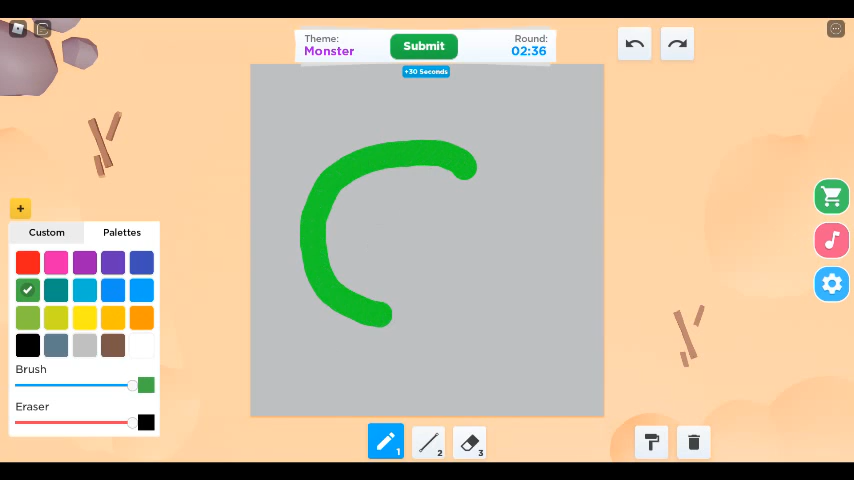 Theme:
Monster
Submit
Round:
02:36
+30 Seconds
+
Custom
Palettes
Brush
Eraser
1
2
3